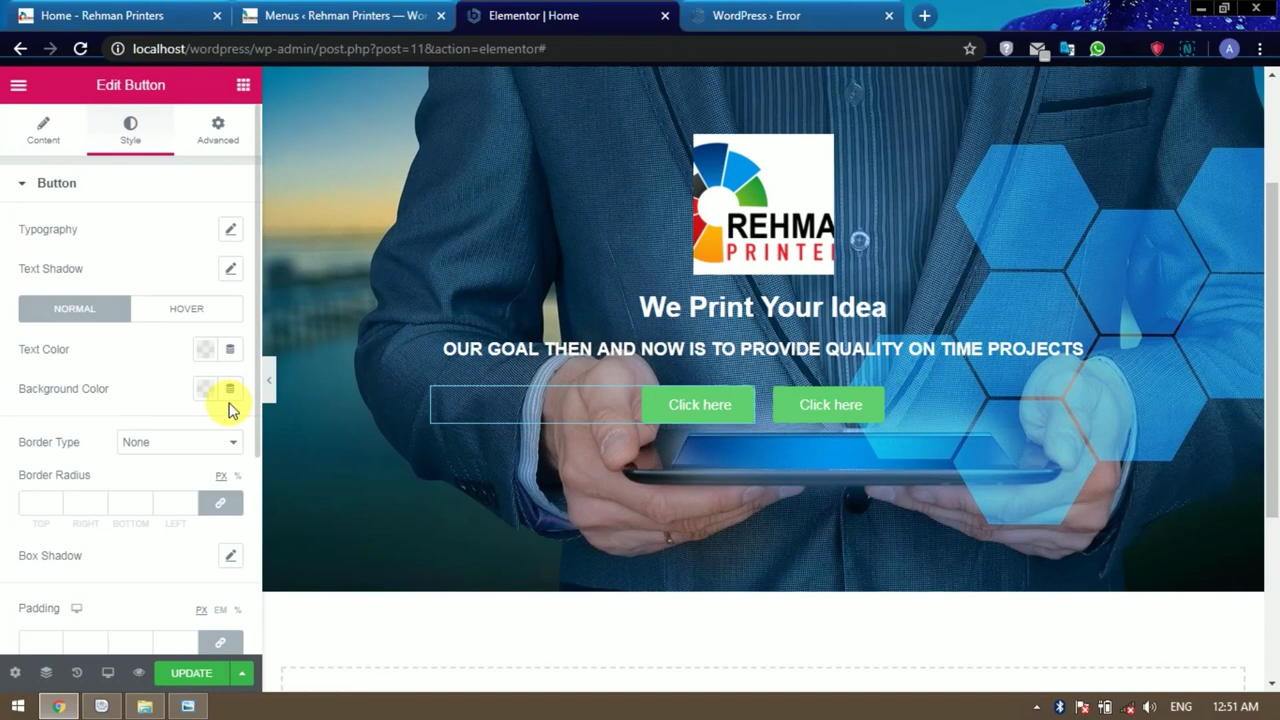 Home - Rehman Printers
Menus ‹ Rehman Printers — Wor
Elementor | Home
WordPress › Error
localhost/wordpress/wp-admin/post.php?post=11&action=elementor#
A
Edit Button
Content
Style
Advanced
Button
Typography
Text Shadow
NORMAL
HOVER
Text Color
Background Color
Border Type
None
Border Radius
PX %
TOP RIGHT BOTTOM LEFT
Box Shadow
Padding
PX EM %
UPDATE
REHMA
PRINTE
We Print Your Idea
OUR GOAL THEN AND NOW IS TO PROVIDE QUALITY ON TIME PROJECTS
Click here
Click here
ENG
12:51 AM